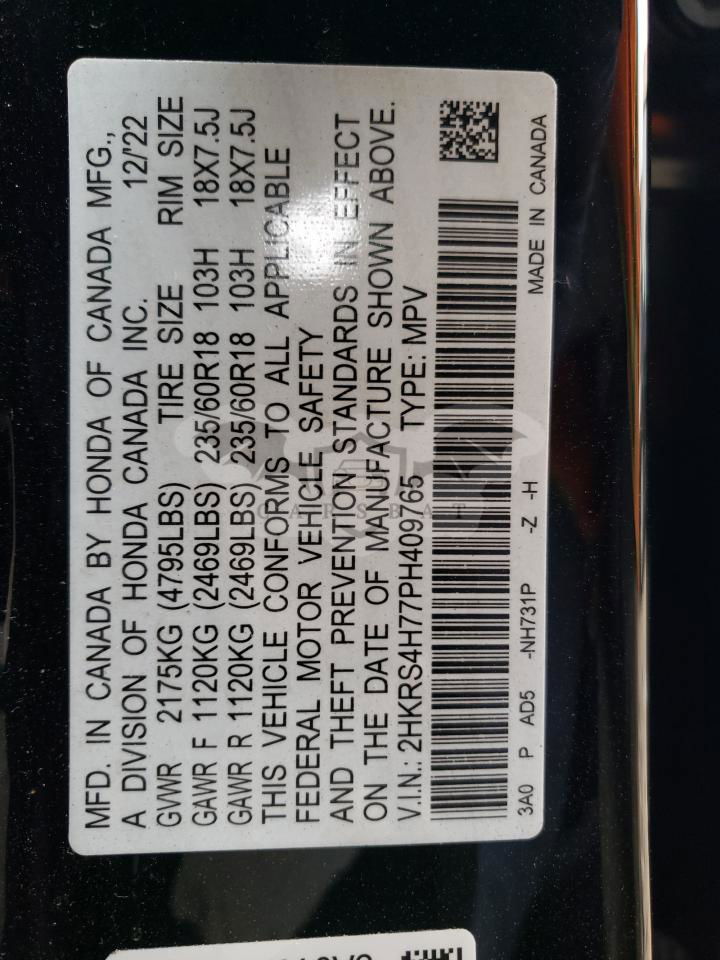 MFD. IN CANADA BY HONDA OF CANADA MFG.,
A DIVISION OF HONDA CANADA INC. 12/'22
GVWR 2175KG (4795LBS) TIRE SIZE RIM SIZE
GAWR F 1120KG (2469LBS) 235/60R18 103H 18X7.5J
GAWR R 1120KG (2469LBS) 235/60R18 103H 18X7.5J
THIS VEHICLE CONFORMS TO ALL APPLICABLE
FEDERAL MOTOR VEHICLE SAFETY
AND THEFT PREVENTION STANDARDS IN EFFECT
ON THE DATE OF MANUFACTURE SHOWN ABOVE.
V.I.N.: 2HKRS4H77PH409765 TYPE: MPV
3A0 P AD5 -NH731P -Z -H
MADE IN CANADA
CARSBAT